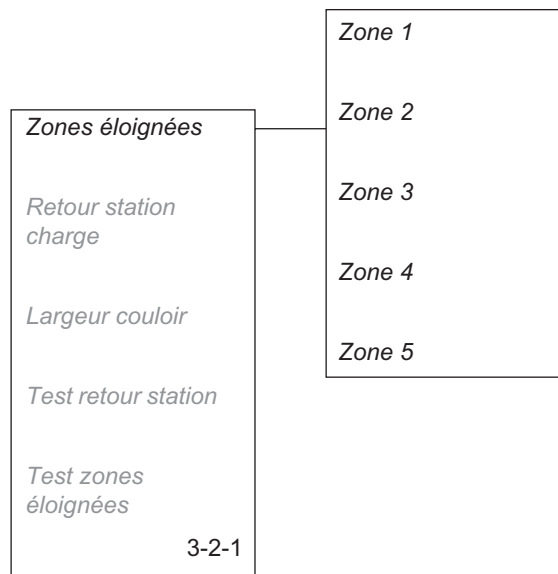 Zones éloignées
Retour station
charge
Largeur couloir
Test retour station
Test zones
éloignées
3-2-1
Zone 1
Zone 2
Zone 3
Zone 4
Zone 5